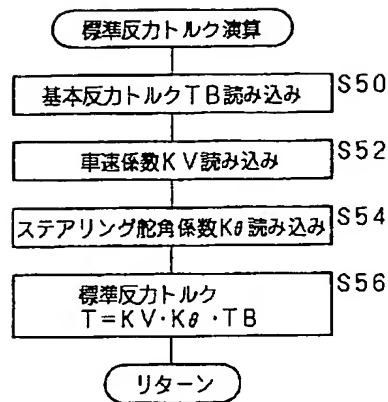 標準反力トルク演算
基本反力トルクTB読み込み
S50
車速係数KV読み込み
S52
ステアリング舵角係数Kθ読み込み
S54
標準反力トルク
T=KV・Kθ・TB
S56
リターン